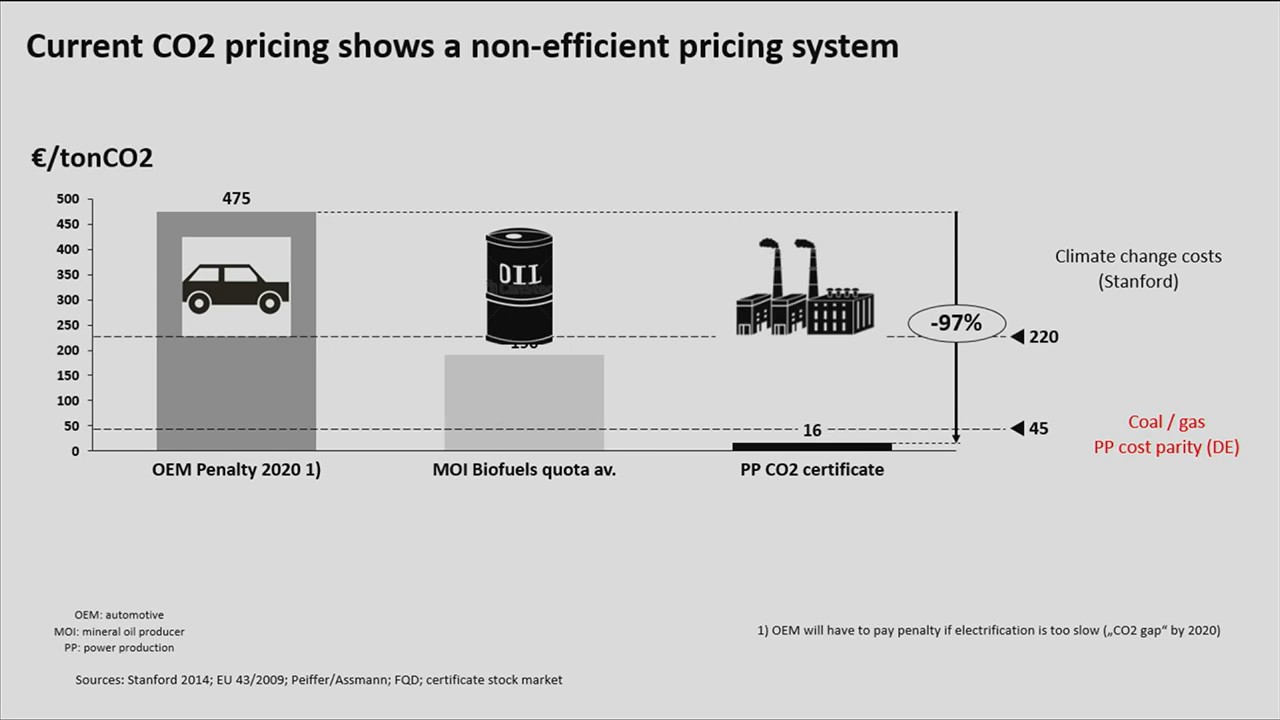 Current CO2 pricing shows a non-efficient pricing system
€/tonCO2
500
450
400
350
300
250
200
150
100
50
0
475
OIL
16
-97%
Climate change costs
(Stanford)
220
45
Coal / gas
PP cost parity (DE)
OEM Penalty 2020 1)
MOI Biofuels quota av.
PP CO2 certificate
OEM: automotive
MOI: mineral oil producer
PP: power production
1) OEM will have to pay penalty if electrification is too slow („CO2 gap“ by 2020)
Sources: Stanford 2014; EU 43/2009; Peiffer/Assmann; FQD; certificate stock market